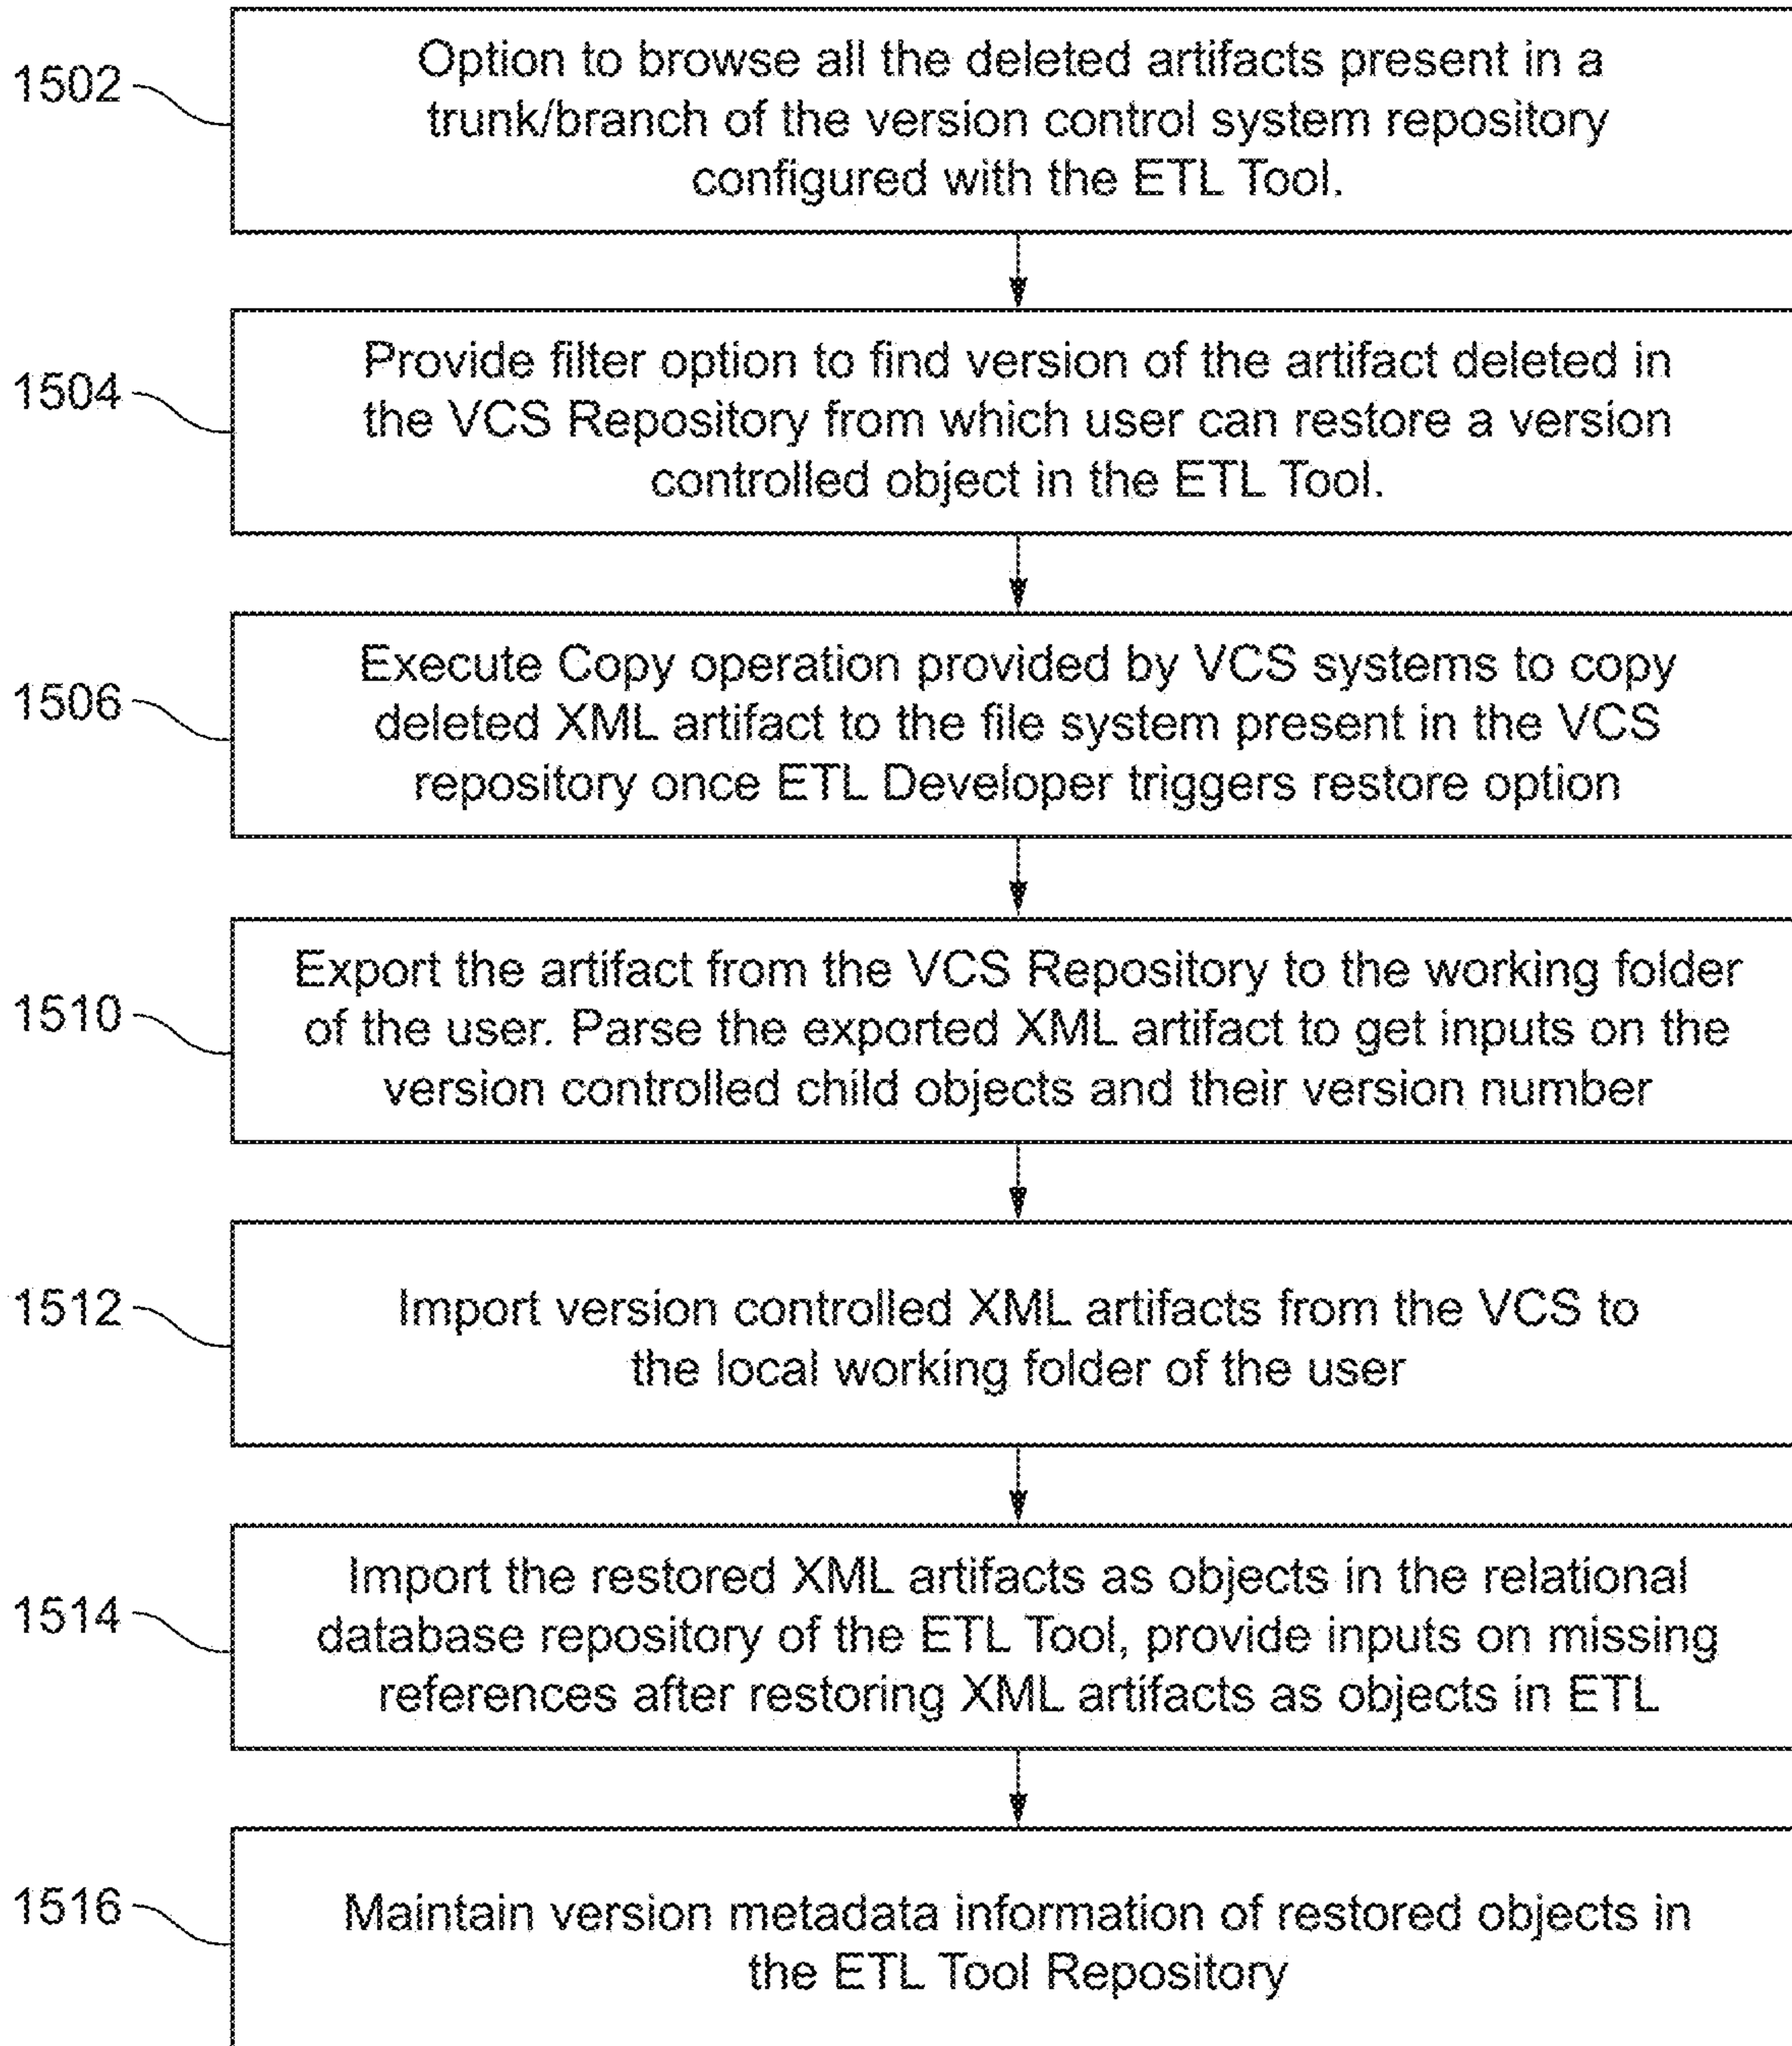 1502
Option to browse all the deleted artifacts present in a
trunk/branch of the version control system repository
configured with the ETL Tool.
1504
Provide filter option to find version of the artifact deleted in
the VCS Repository from which user can restore a version
controlled object in the ETL Tool.
1506
Execute Copy operation provided by VCS systems to copy
deleted XML artifact to the file system present in the VCS
repository once ETL Developer triggers restore option
1510
Export the artifact from the VCS Repository to the working folder
of the user. Parse the exported XML artifact to get inputs on the
version controlled child objects and their version number
1512
Import version controlled XML artifacts from the VCS to
the local working folder of the user
1514
Import the restored XML artifacts as objects in the relational
database repository of the ETL Tool, provide inputs on missing
references after restoring XML artifacts as objects in ETL
1516
Maintain version metadata information of restored objects in
the ETL Tool Repository